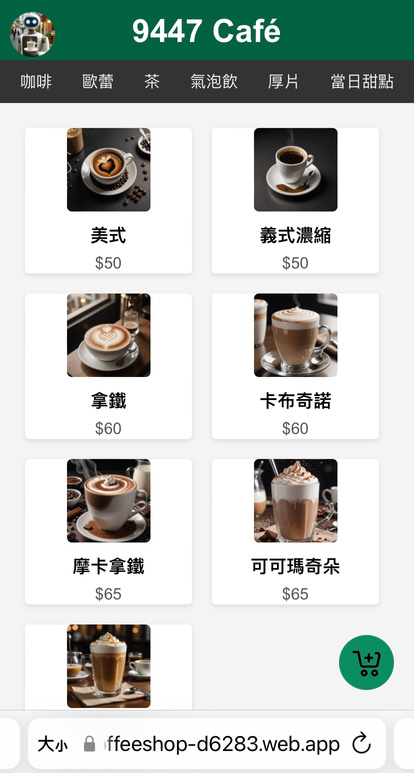 9447 Café
咖啡 歐蕾 茶 氣泡飲 厚片 當日甜點
美式 義式濃縮
$50 $50
拿鐵 卡布奇諾
$60 $60
摩卡拿鐵 可可瑪奇朵
$65 $65
大小 ffeeshop-d6283.web.app